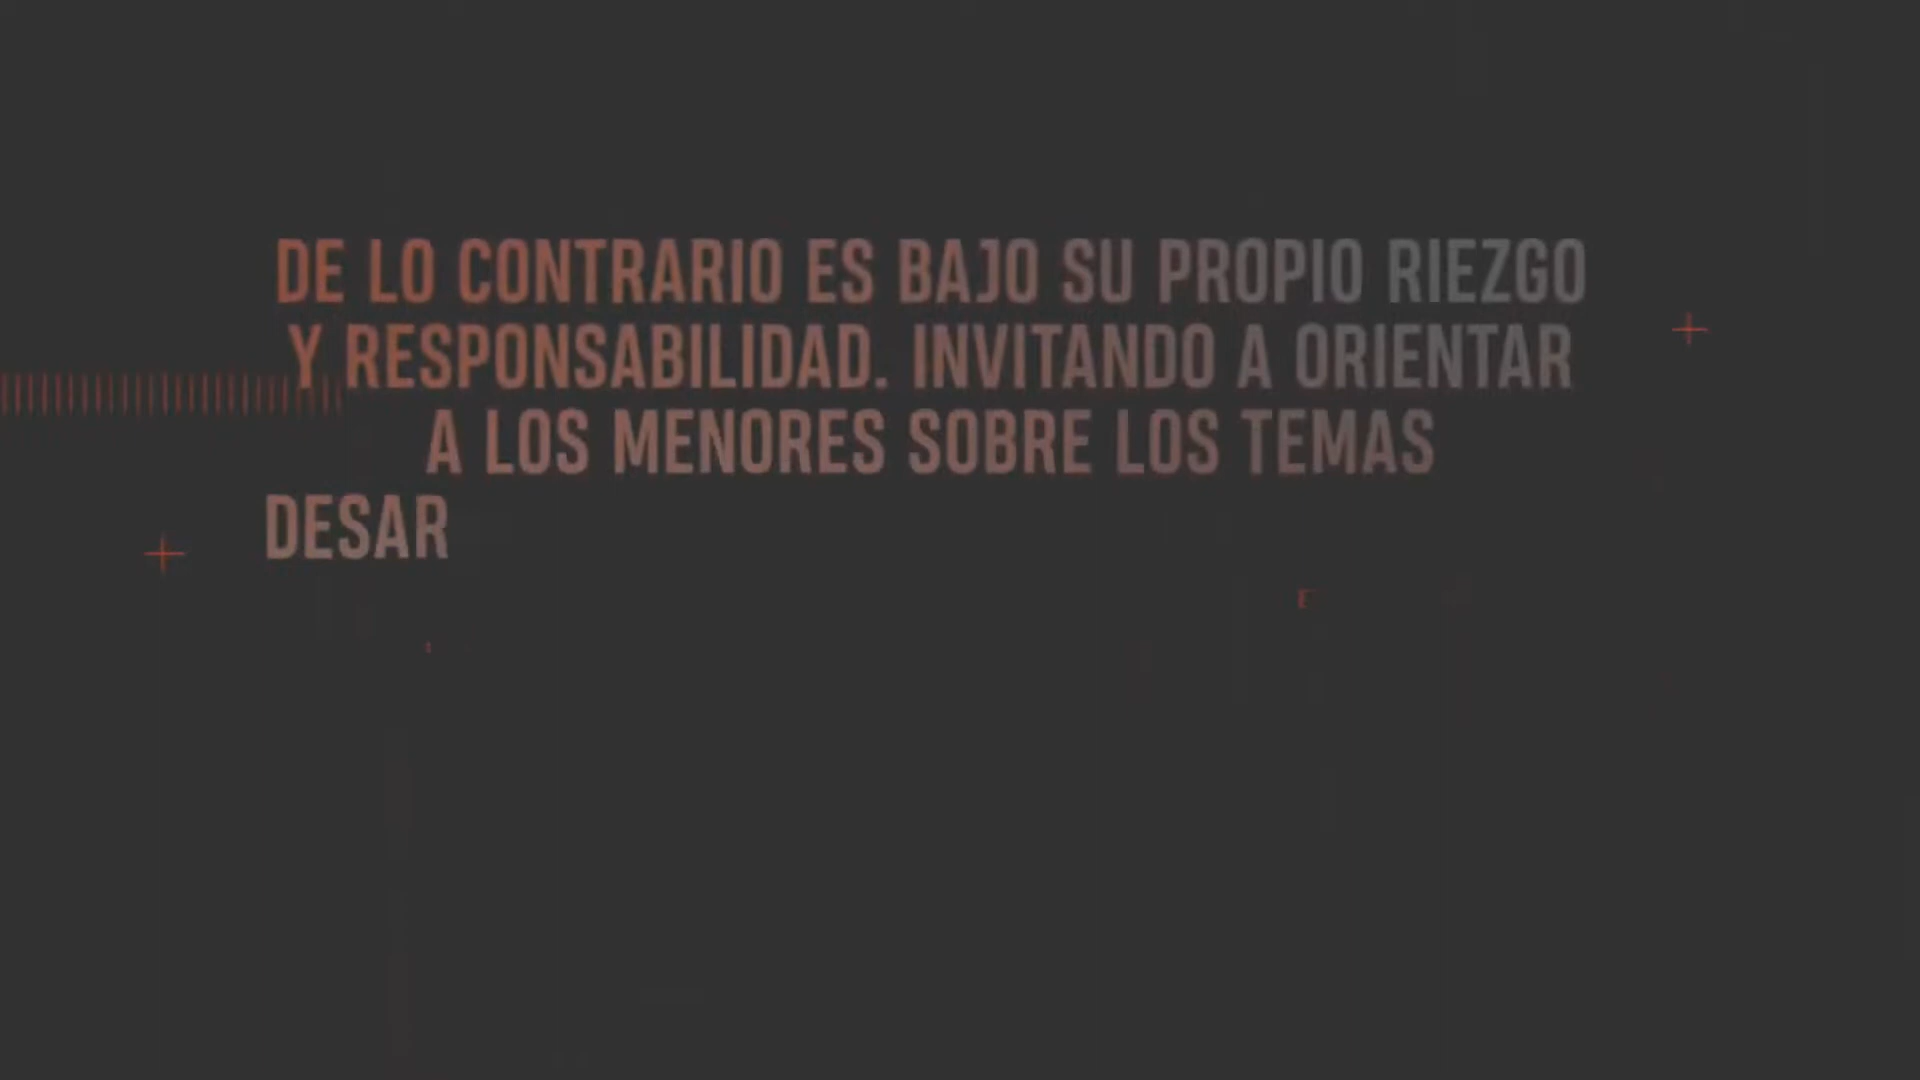 DE LO CONTRARIO ES BAJO SU PROPIO RIEZGO
Y RESPONSABILIDAD. INVITANDO A ORIENTAR
A LOS MENORES SOBRE LOS TEMAS
DESAR